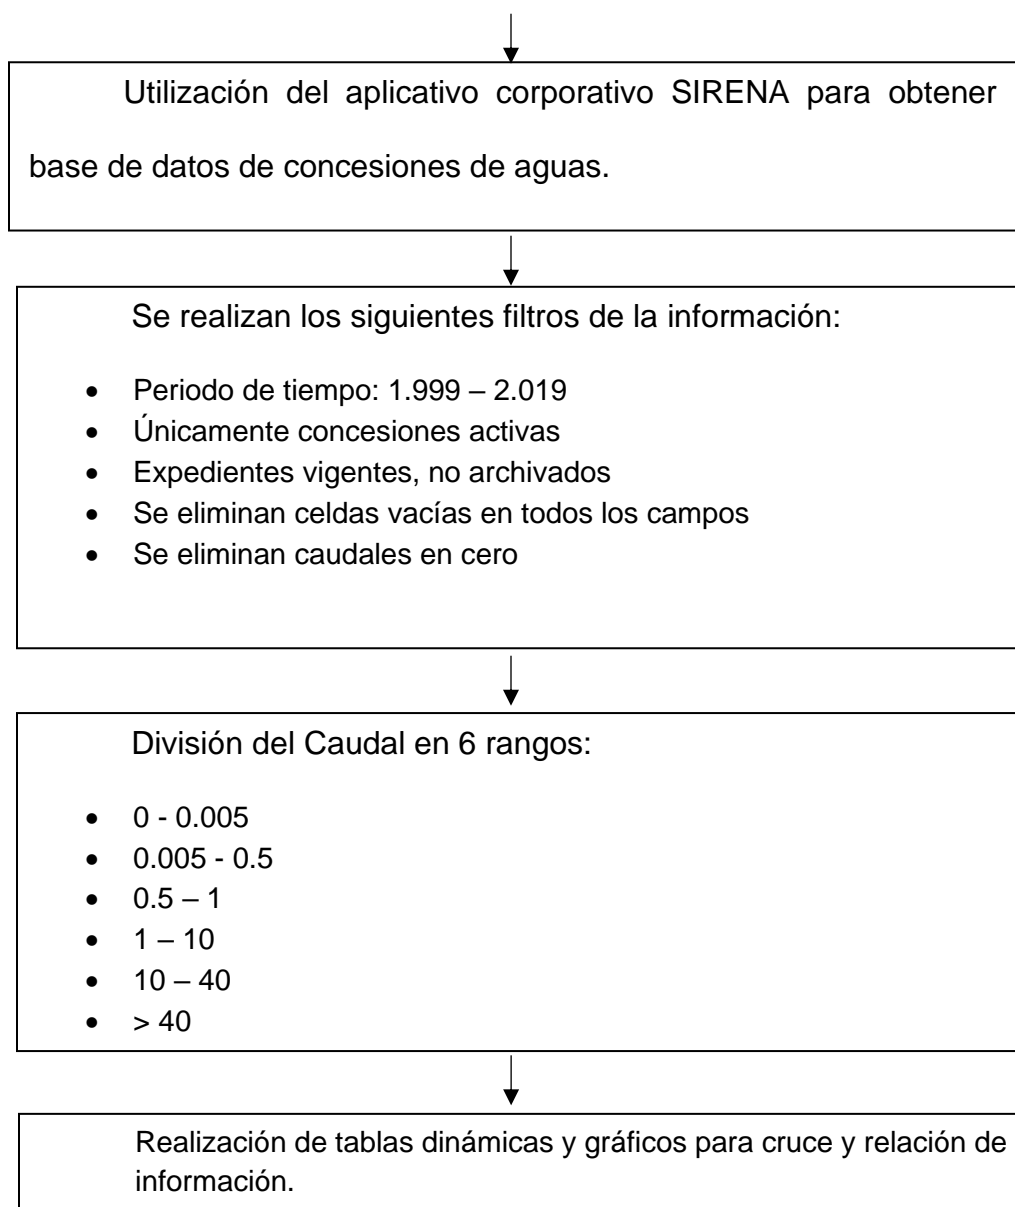 Utilización del aplicativo corporativo SIRENA para obtener
base de datos de concesiones de aguas.
Se realizan los siguientes filtros de la información:
• Periodo de tiempo: 1.999 – 2.019
• Únicamente concesiones activas
• Expedientes vigentes, no archivados
• Se eliminan celdas vacías en todos los campos
• Se eliminan caudales en cero
División del Caudal en 6 rangos:
• 0 - 0.005
• 0.005 - 0.5
• 0.5 – 1
• 1 – 10
• 10 – 40
• > 40
Realización de tablas dinámicas y gráficos para cruce y relación de
información.